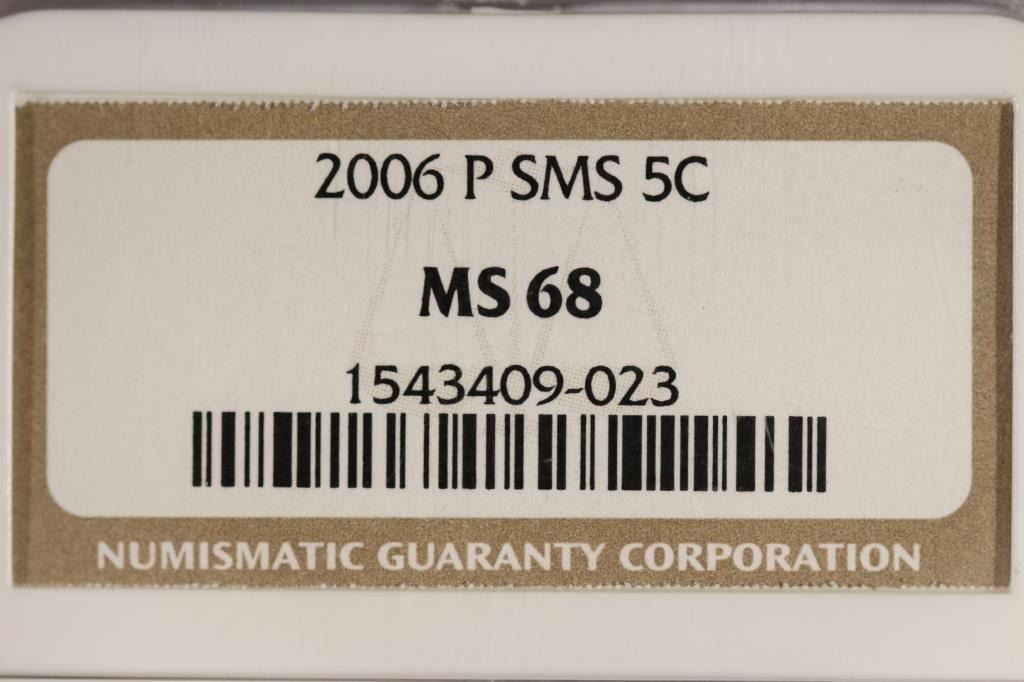 2006 P SMS 5C
MS 68
1543409-023
NUMISMATIC GUARANTY CORPORATION